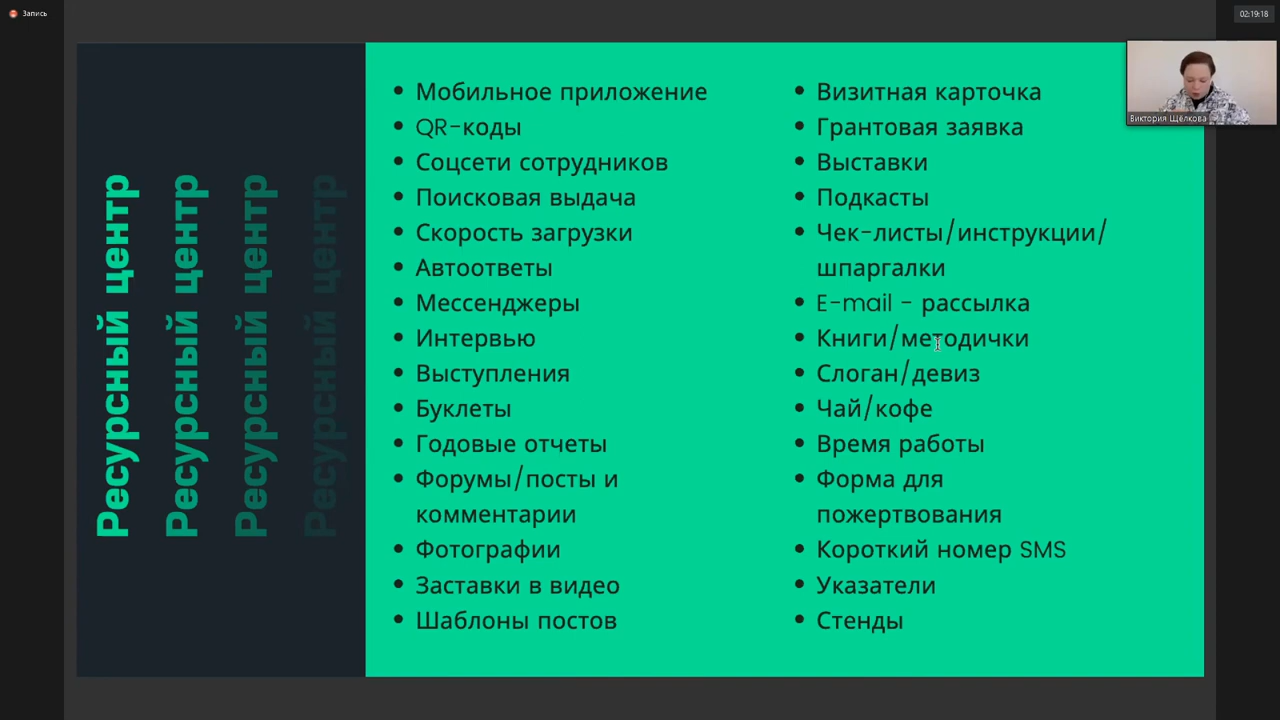 Запись
02:19:18
Виктория Щёлкова
Ресурсный центр
Ресурсный центр
Ресурсный центр
Ресурсный центр
• Мобильное приложение
• QR-коды
• Соцсети сотрудников
• Поисковая выдача
• Скорость загрузки
• Автоответы
• Мессенджеры
• Интервью
• Выступления
• Буклеты
• Годовые отчеты
• Форумы/посты и
комментарии
• Фотографии
• Заставки в видео
• Шаблоны постов
• Визитная карточка
• Грантовая заявка
• Выставки
• Подкасты
• Чек-листы/инструкции/
шпаргалки
• E-mail - рассылка
• Книги/методички
• Слоган/девиз
• Чай/кофе
• Время работы
• Форма для
пожертвования
• Короткий номер SMS
• Указатели
• Стенды